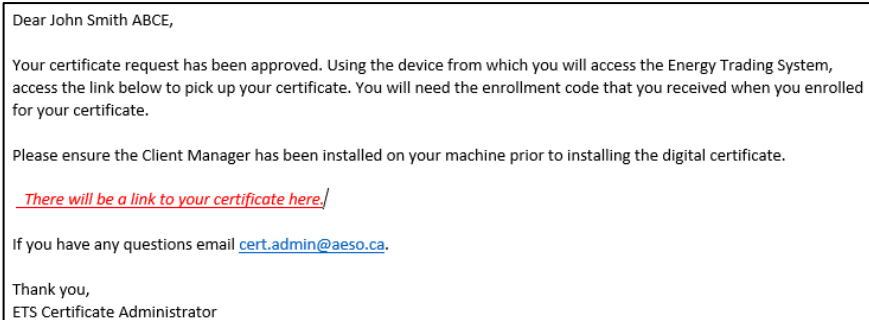 Dear John Smith ABCE,
Your certificate request has been approved. Using the device from which you will access the Energy Trading System,
access the link below to pick up your certificate. You will need the enrollment code that you received when you enrolled
for your certificate.
Please ensure the Client Manager has been installed on your machine prior to installing the digital certificate.
There will be a link to your certificate here.
If you have any questions email cert.admin@aeso.ca.
Thank you,
ETS Certificate Administrator